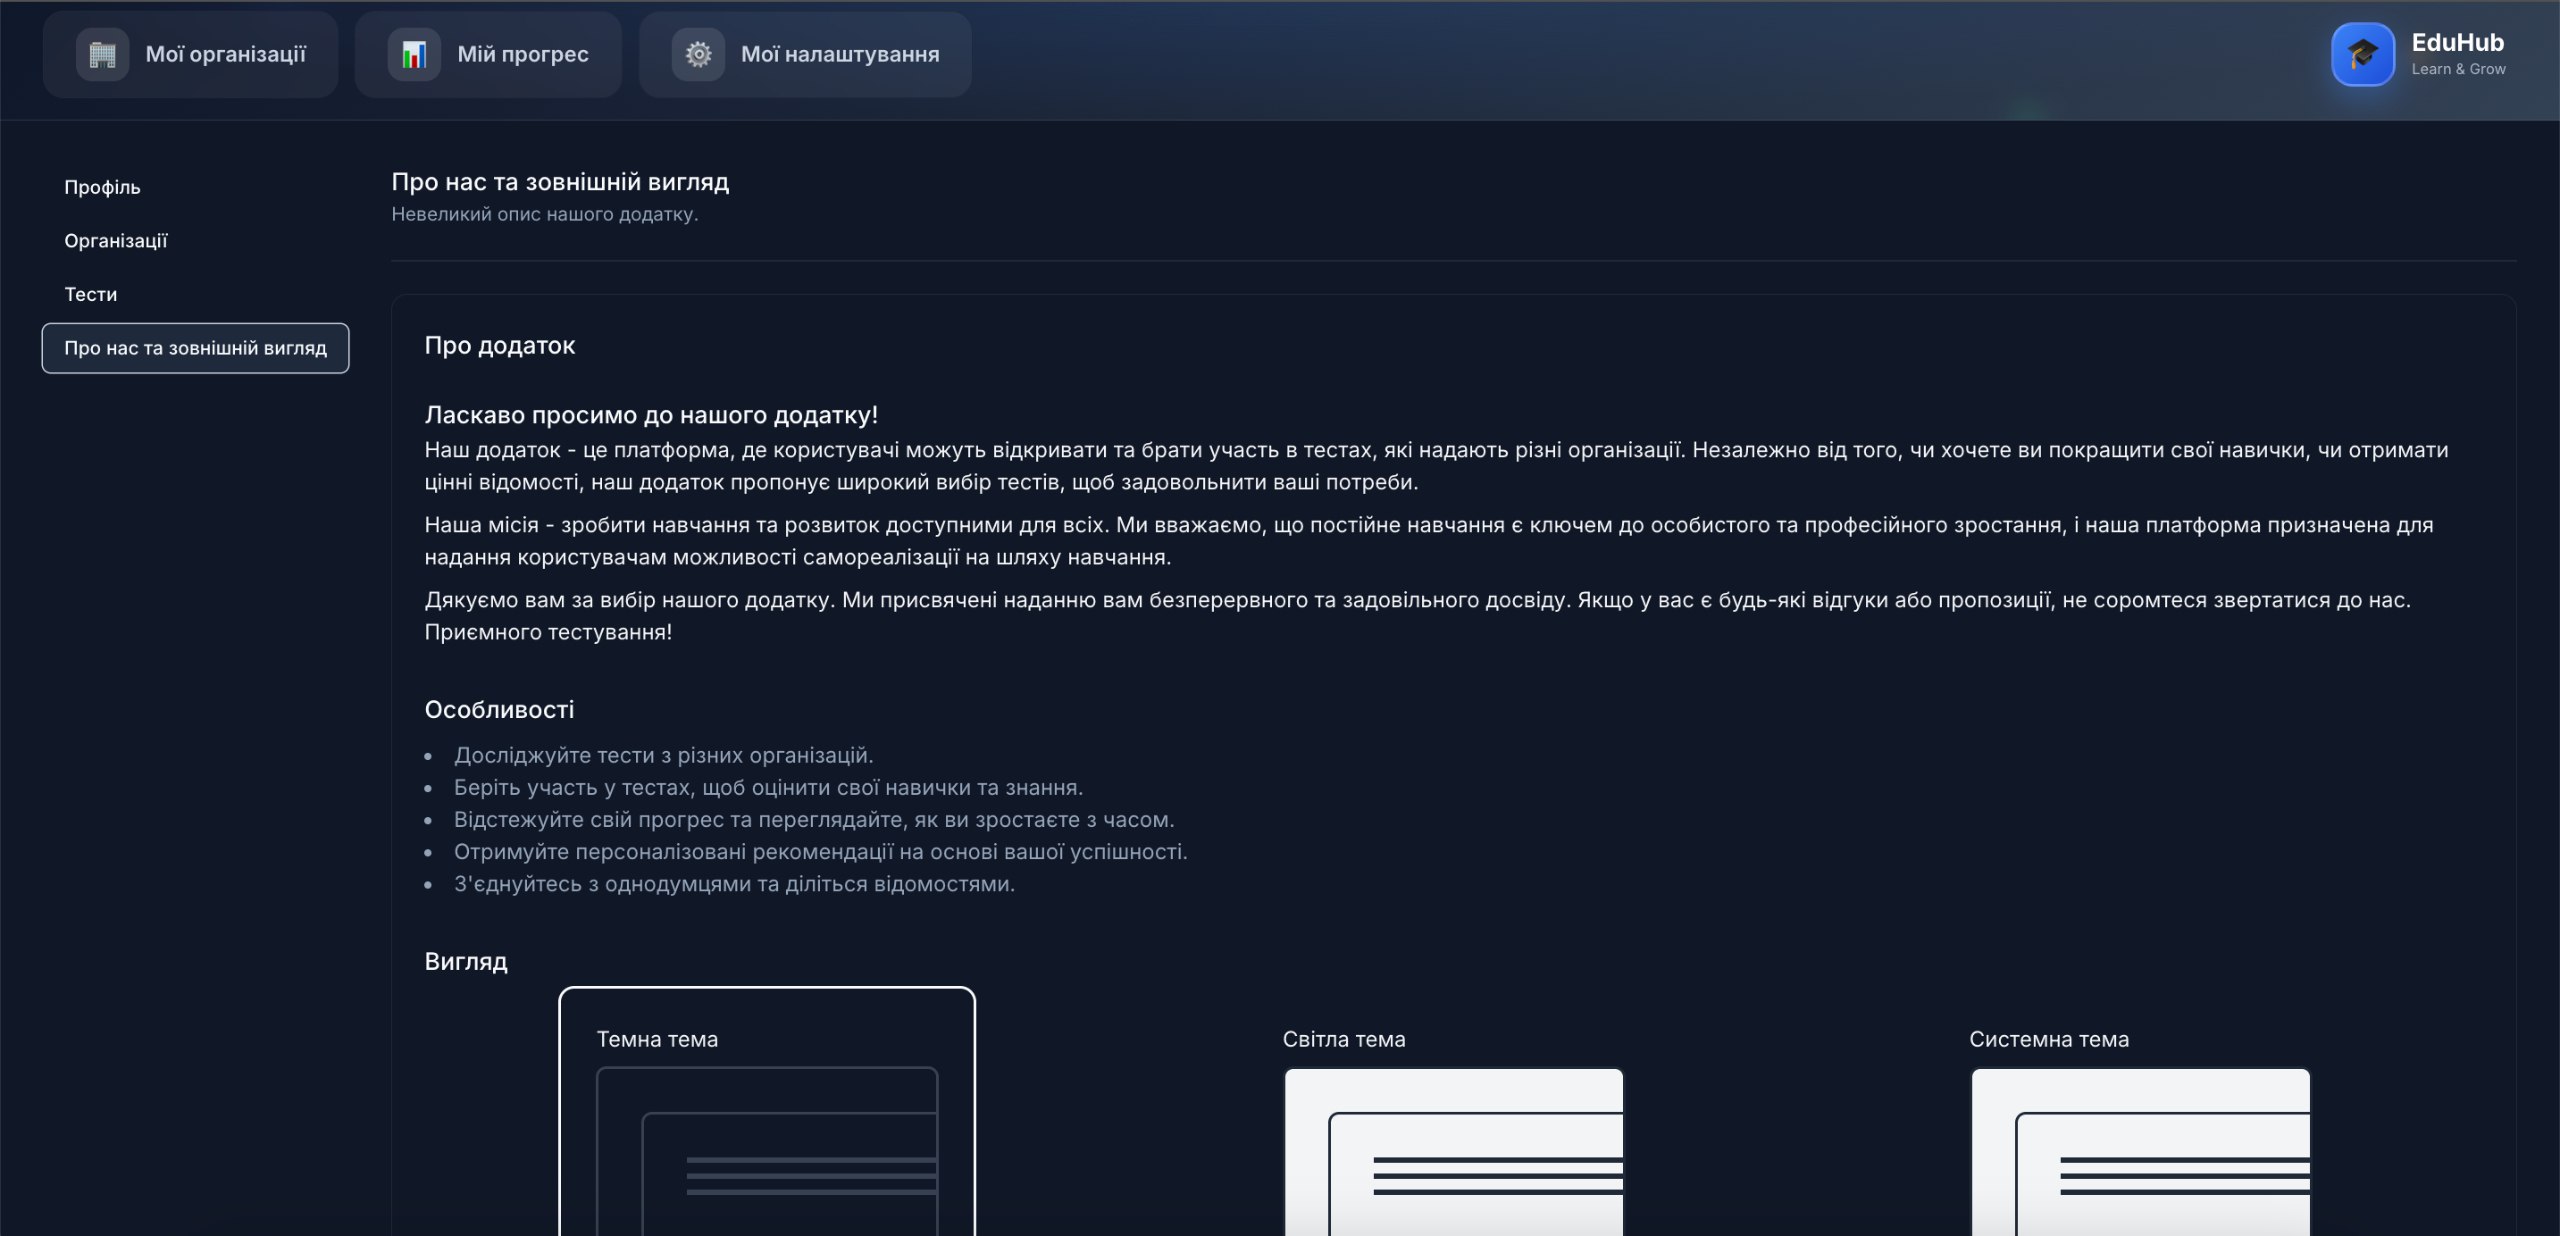 Мої організації
Мій прогрес
Мої налаштування
EduHub
Learn & Grow
Профіль
Організації
Тести
Про нас та зовнішній вигляд
Про нас та зовнішній вигляд
Невеликий опис нашого додатку.
Про додаток
Ласкаво просимо до нашого додатку!
Наш додаток - це платформа, де користувачі можуть відкривати та брати участь в тестах, які надають різні організації. Незалежно від того, чи хочете ви покращити свої навички, чи отримати
цінні відомості, наш додаток пропонує широкий вибір тестів, щоб задовольнити ваші потреби.
Наша місія - зробити навчання та розвиток доступними для всіх. Ми вважаємо, що постійне навчання є ключем до особистого та професійного зростання, і наша платформа призначена для
надання користувачам можливості самореалізації на шляху навчання.
Дякуємо вам за вибір нашого додатку. Ми присвячені наданню вам безперервного та задовільного досвіду. Якщо у вас є будь-які відгуки або пропозиції, не соромтеся звертатися до нас.
Приємного тестування!
Особливості
Досліджуйте тести з різних організацій.
Беріть участь у тестах, щоб оцінити свої навички та знання.
Відстежуйте свій прогрес та переглядайте, як ви зростаєте з часом.
Отримуйте персоналізовані рекомендації на основі вашої успішності.
З'єднуйтесь з однодумцями та діліться відомостями.
Вигляд
Темна тема
Світла тема
Системна тема